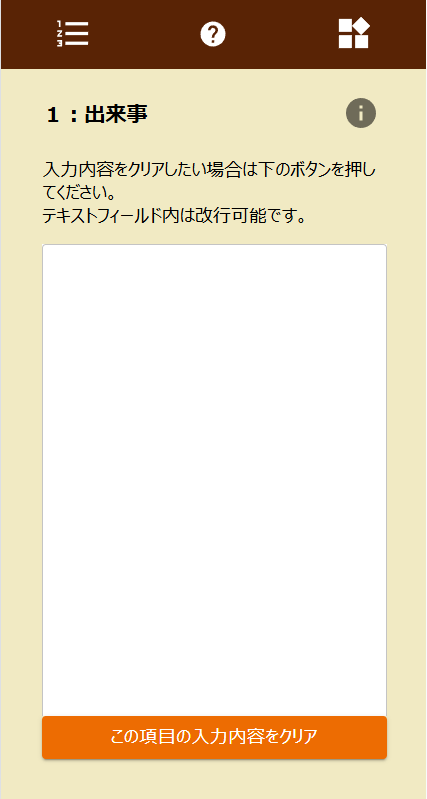 1
2
3
?
i
1:出来事
入力内容をクリアしたい場合は下のボタンを押し
てください。
テキストフィールド内は改行可能です。
この項目の入力内容をクリア